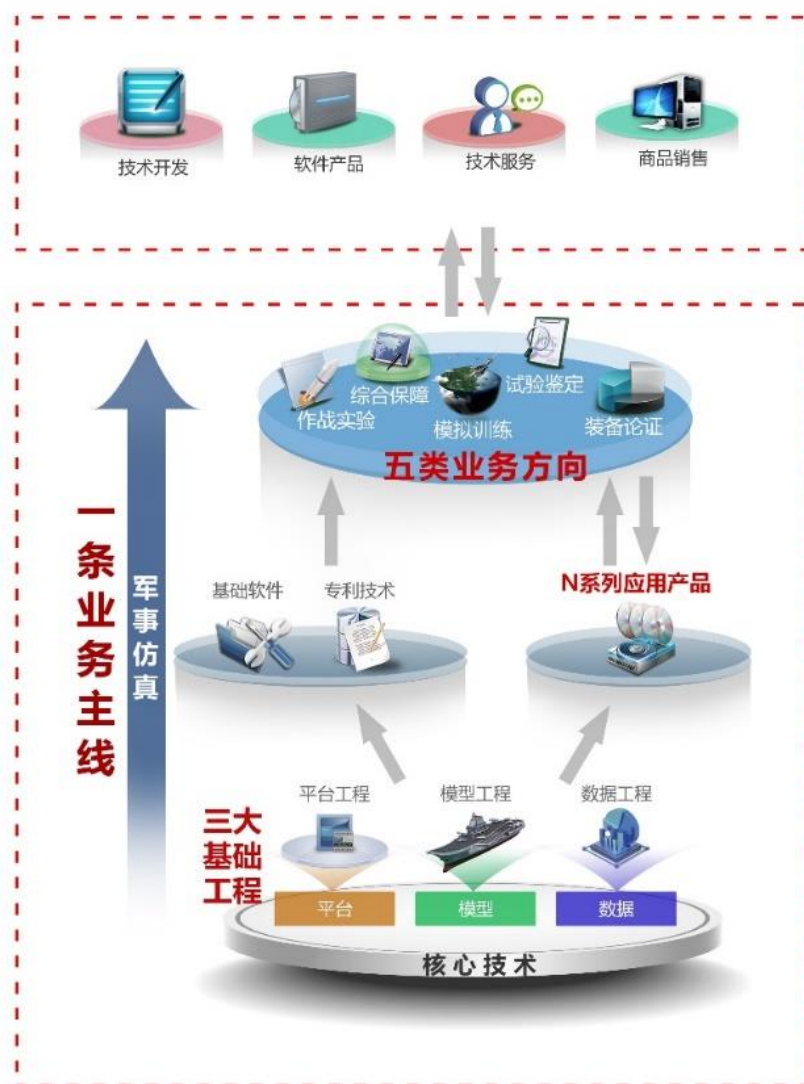 技术开发
软件产品
技术服务
商品销售
综合保障
试验鉴定
作战实验
模拟训练
装备论证
五类业务方向
一条业务主线
军事仿真
基础软件
专利技术
N系列应用产品
平台工程
模型工程
数据工程
三大
基础
工程
平台
模型
数据
核心技术